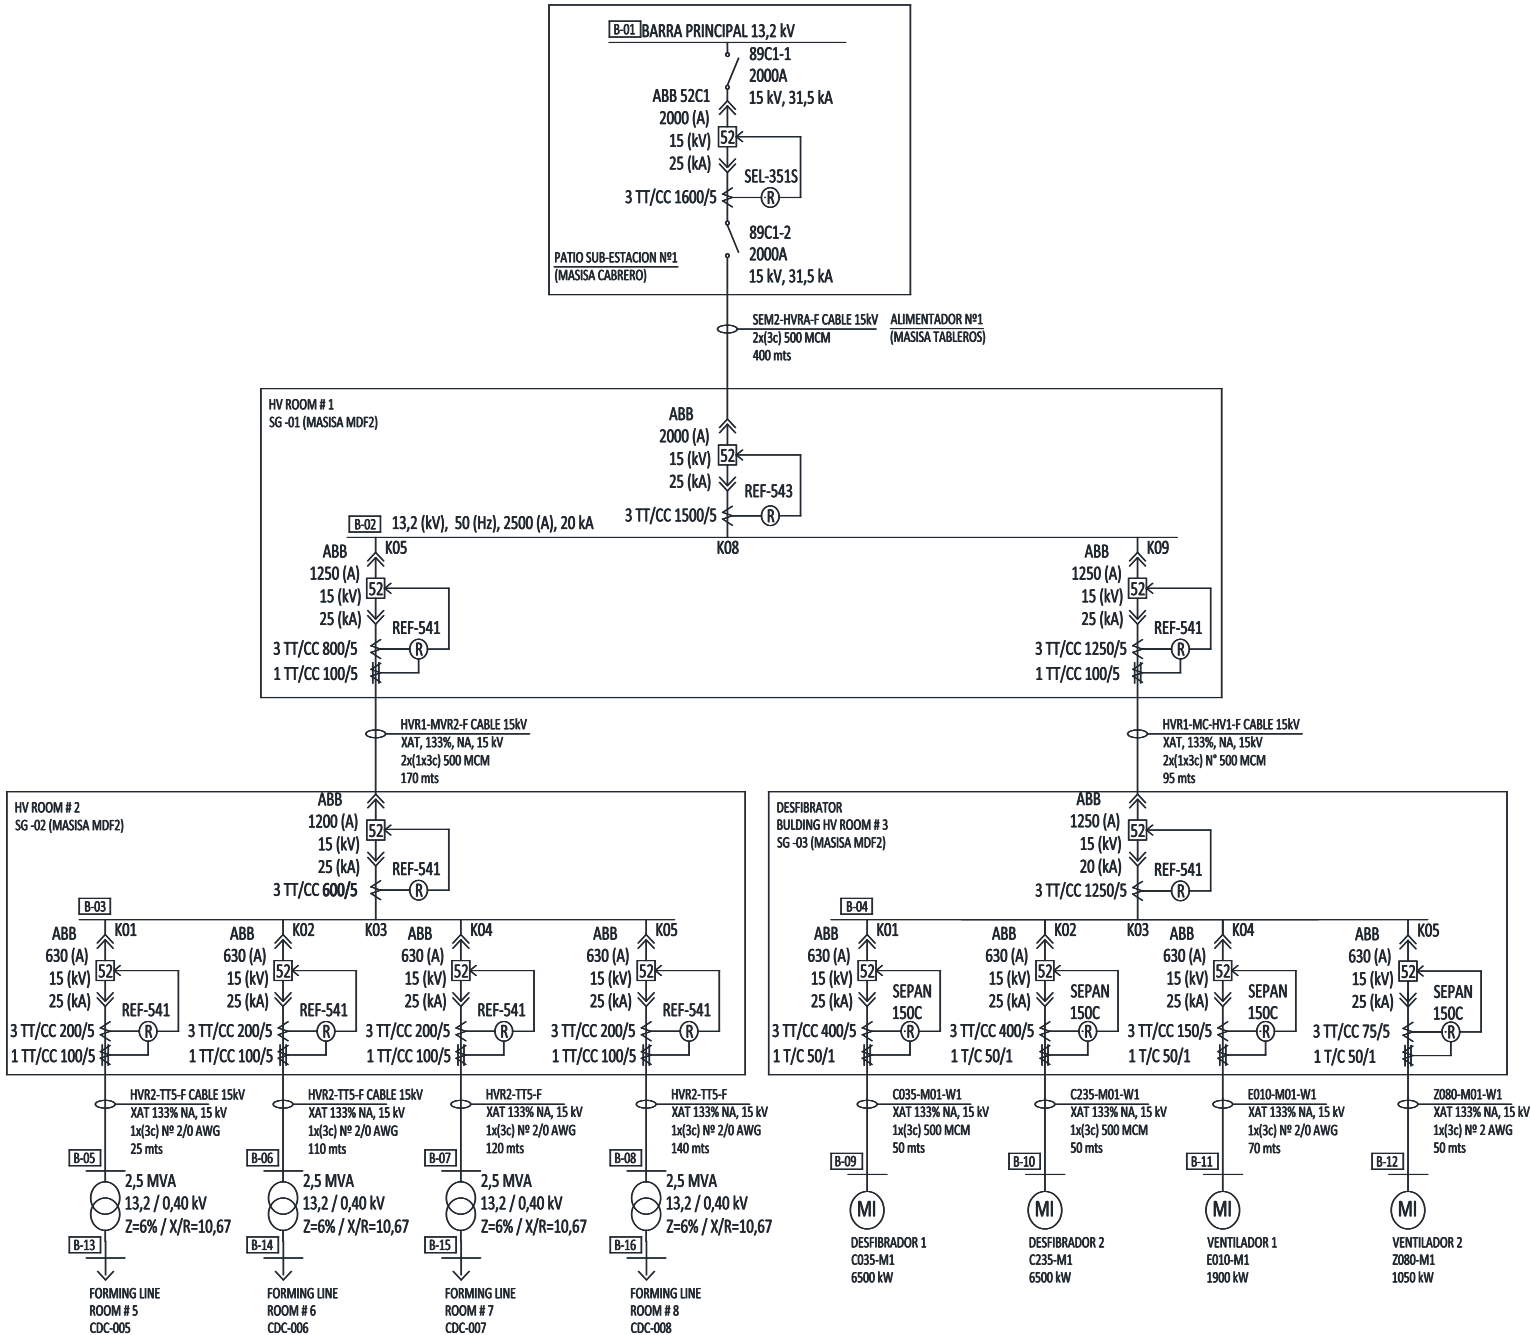 B-01 BARRA PRINCIPAL 13,2 kV
89C1-1
2000A
15 kV, 31,5 kA
ABB 52C1
2000 (A)
15 (kV)
25 (kA)
52
SEL-351S
3 TT/CC 1600/5
R
89C1-2
2000A
15 kV, 31,5 kA
PATIO SUB-ESTACION Nº1
(MASISA CABRERO)
SEM2-HVRA-F CABLE 15kV
2x(3c) 500 MCM
400 mts
ALIMENTADOR Nº1
(MASISA TABLEROS)
HV ROOM # 1
SG -01 (MASISA MDF2)
ABB
2000 (A)
15 (kV)
25 (kA)
52
REF-543
3 TT/CC 1500/5
R
B-02 13,2 (kV), 50 (Hz), 2500 (A), 20 kA
K05
K08
K09
ABB
1250 (A)
15 (kV)
25 (kA)
52
REF-541
3 TT/CC 800/5
R
1 TT/CC 100/5
ABB
1250 (A)
15 (kV)
25 (kA)
52
REF-541
3 TT/CC 1250/5
R
1 TT/CC 100/5
HVR1-MVR2-F CABLE 15kV
XAT, 133%, NA, 15 kV
2x(1x3c) 500 MCM
170 mts
HVR1-MC-HV1-F CABLE 15kV
XAT, 133%, NA, 15kV
2x(1x3c) N° 500 MCM
95 mts
HV ROOM # 2
SG -02 (MASISA MDF2)
ABB
1200 (A)
15 (kV)
25 (kA)
52
REF-541
3 TT/CC 600/5
R
B-03
K01
K02
K03
K04
K05
ABB
630 (A)
15 (kV)
25 (kA)
52
REF-541
3 TT/CC 200/5
R
1 TT/CC 100/5
ABB
630 (A)
15 (kV)
25 (kA)
52
REF-541
3 TT/CC 200/5
R
1 TT/CC 100/5
ABB
630 (A)
15 (kV)
25 (kA)
52
REF-541
3 TT/CC 200/5
R
1 TT/CC 100/5
ABB
630 (A)
15 (kV)
25 (kA)
52
REF-541
3 TT/CC 200/5
R
1 TT/CC 100/5
DESFIBRATOR
BULDING HV ROOM # 3
SG -03 (MASISA MDF2)
ABB
1250 (A)
15 (kV)
20 (kA)
52
REF-541
3 TT/CC 1250/5
R
B-04
K01
K02
K03
K04
K05
ABB
630 (A)
15 (kV)
25 (kA)
52
SEPAN
150C
3 TT/CC 400/5
R
1 T/C 50/1
ABB
630 (A)
15 (kV)
25 (kA)
52
SEPAN
150C
3 TT/CC 400/5
R
1 T/C 50/1
ABB
630 (A)
15 (kV)
25 (kA)
52
SEPAN
150C
3 TT/CC 150/5
R
1 T/C 50/1
ABB
630 (A)
15 (kV)
25 (kA)
52
SEPAN
150C
3 TT/CC 75/5
R
1 T/C 50/1
HVR2-TT5-F CABLE 15kV
XAT 133% NA, 15 kV
1x(3c) Nº 2/0 AWG
25 mts
B-05
2,5 MVA
13,2 / 0,40 kV
Z=6% / X/R=10,67
B-13
FORMING LINE
ROOM # 5
CDC-005
HVR2-TT5-F CABLE 15kV
XAT 133% NA, 15 kV
1x(3c) Nº 2/0 AWG
110 mts
B-06
2,5 MVA
13,2 / 0,40 kV
Z=6% / X/R=10,67
B-14
FORMING LINE
ROOM # 6
CDC-006
HVR2-TT5-F
XAT 133% NA, 15 kV
1x(3c) Nº 2/0 AWG
120 mts
B-07
2,5 MVA
13,2 / 0,40 kV
Z=6% / X/R=10,67
B-15
FORMING LINE
ROOM # 7
CDC-007
HVR2-TT5-F
XAT 133% NA, 15 kV
1x(3c) Nº 2/0 AWG
140 mts
B-08
2,5 MVA
13,2 / 0,40 kV
Z=6% / X/R=10,67
B-16
FORMING LINE
ROOM # 8
CDC-008
C035-M01-W1
XAT 133% NA, 15 kV
1x(3c) 500 MCM
50 mts
B-09
MI
DESFIBRADOR 1
C035-M1
6500 kW
C235-M01-W1
XAT 133% NA, 15 kV
1x(3c) 500 MCM
50 mts
B-10
MI
DESFIBRADOR 2
C235-M1
6500 kW
E010-M01-W1
XAT 133% NA, 15 kV
1x(3c) Nº 2/0 AWG
70 mts
B-11
MI
VENTILADOR 1
E010-M1
1900 kW
Z080-M01-W1
XAT 133% NA, 15 kV
1x(3c) Nº 2 AWG
50 mts
B-12
MI
VENTILADOR 2
Z080-M1
1050 kW